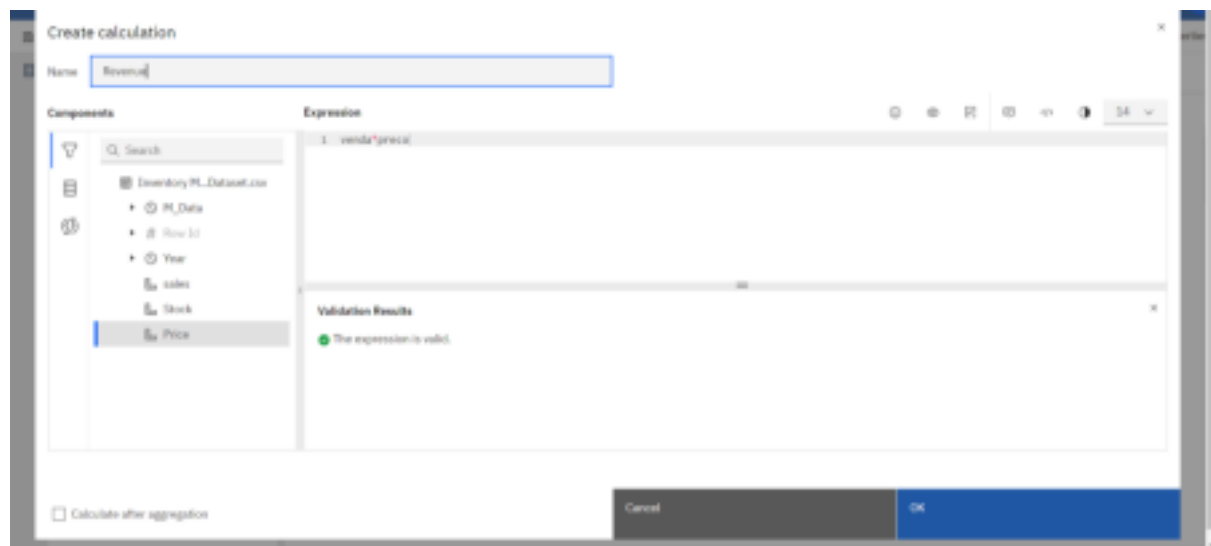 Create calculation
Name Revenue
Components
Expression
14
Search
1 venda*preco
Inventory M...Dataset.csv
M_Data
Row Id
Year
sales
Stock
Price
Validation Results
The expression is valid.
Calculate after aggregation
Cancel
OK